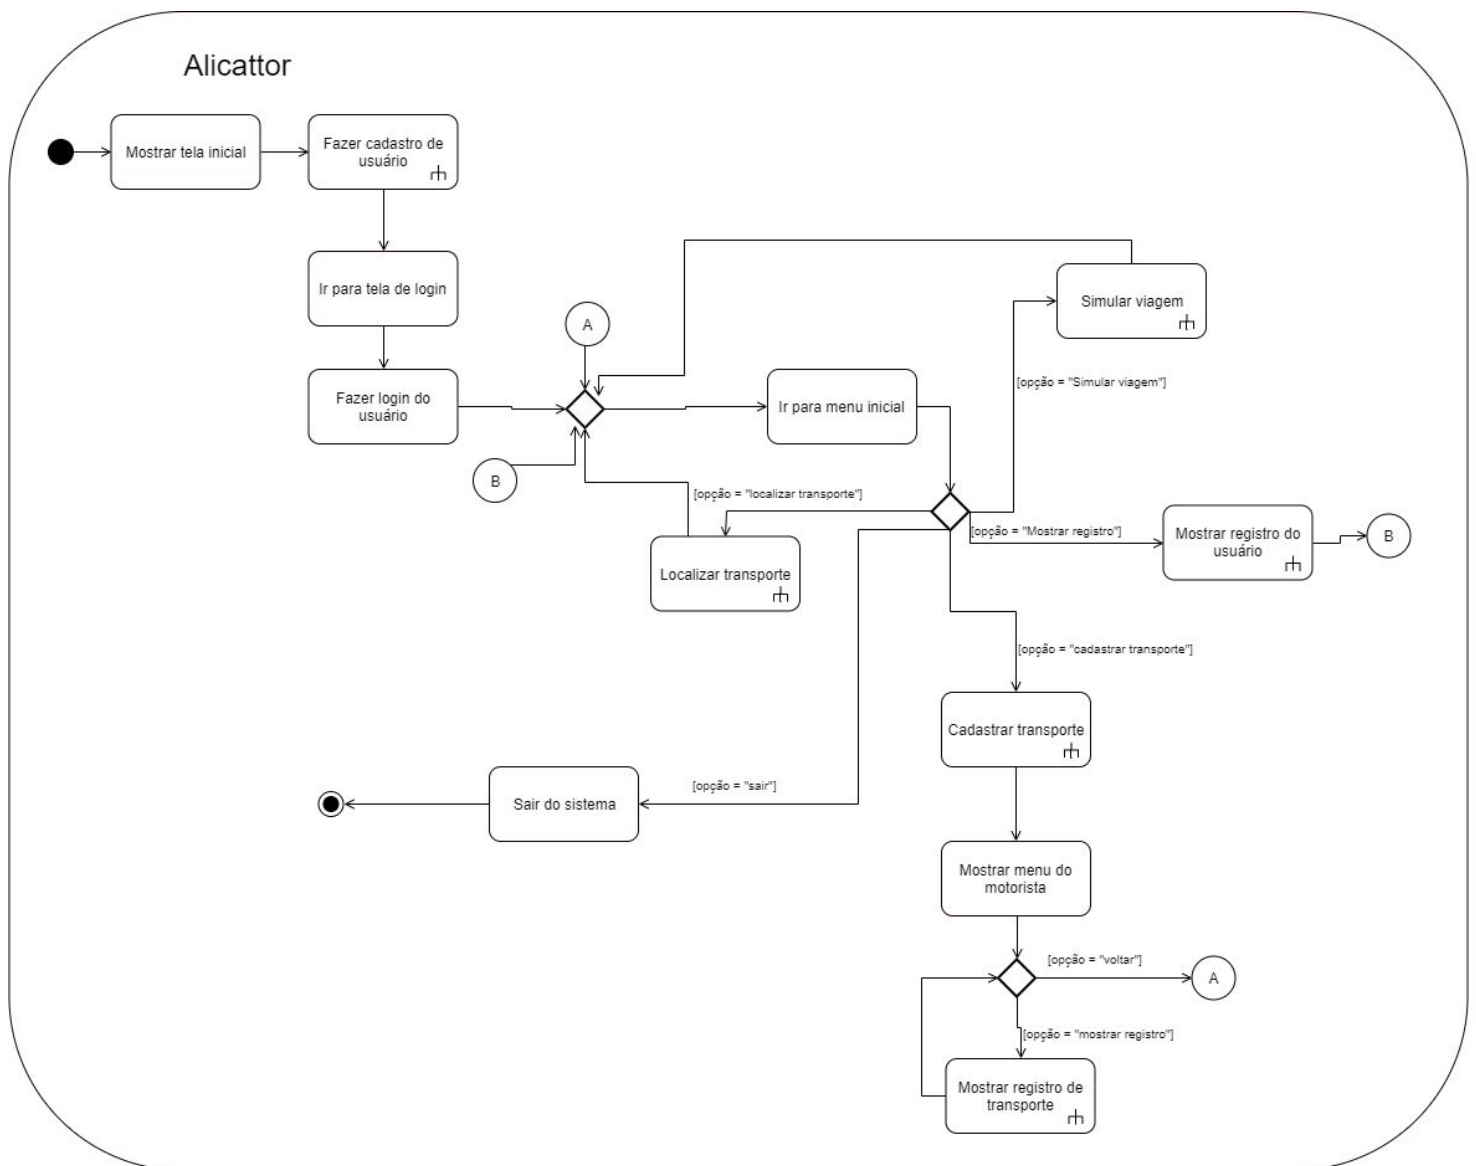 Alicattor
Mostrar tela inicial
Fazer cadastro de
usuário
Ir para tela de login
Fazer login do
usuário
A
B
Ir para menu inicial
Simular viagem
[opção = "Simular viagem"]
[opção = "localizar transporte"]
Localizar transporte
[opção = "Mostrar registro"]
Mostrar registro do
usuário
B
[opção = "cadastrar transporte"]
Cadastrar transporte
[opção = "sair"]
Sair do sistema
Mostrar menu do
motorista
[opção = "voltar"]
A
[opção = "mostrar registro"]
Mostrar registro de
transporte